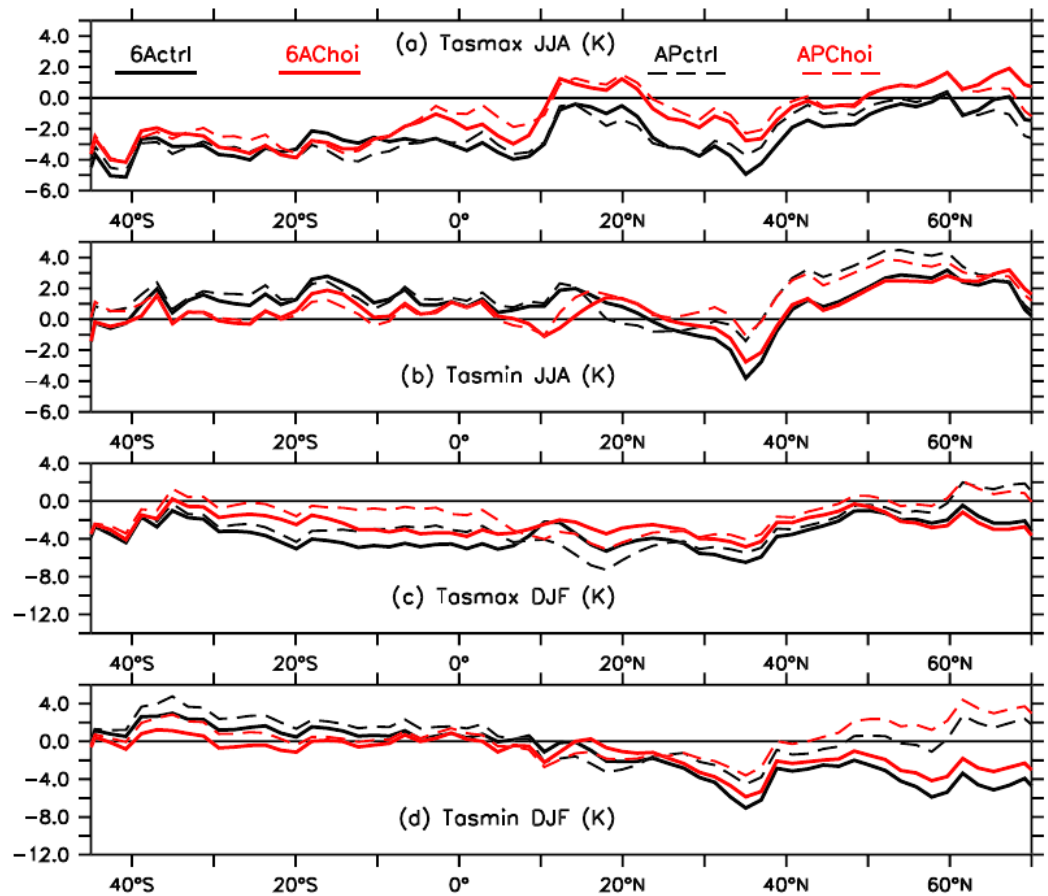 (a) Tasmax JJA (K)
6Actrl 6AChoi APctrl APChoi
4.0
2.0
0.0
−2.0
−4.0
−6.0
40°S 20°S 0° 20°N 40°N 60°N
4.0
2.0
0.0
−2.0
−4.0
−6.0
(b) Tasmin JJA (K)
40°S 20°S 0° 20°N 40°N 60°N
4.0
0.0
−4.0
−8.0
−12.0
(c) Tasmax DJF (K)
40°S 20°S 0° 20°N 40°N 60°N
4.0
0.0
−4.0
−8.0
−12.0
(d) Tasmin DJF (K)
40°S 20°S 0° 20°N 40°N 60°N